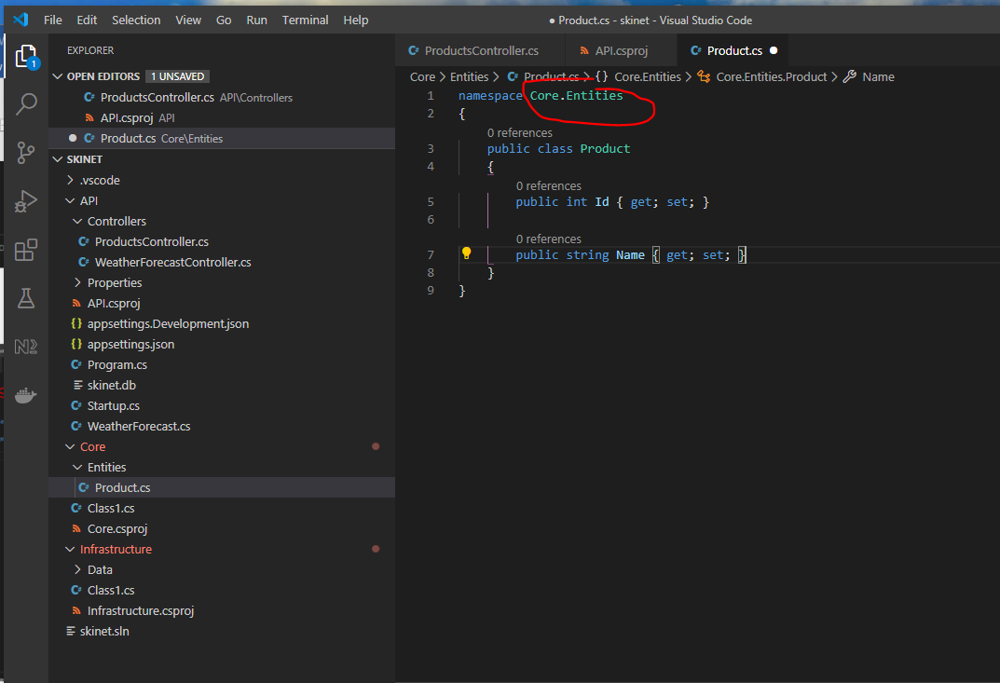 File Edit Selection View Go Run Terminal Help
● Product.cs - skinet - Visual Studio Code
EXPLORER
OPEN EDITORS 1 UNSAVED
ProductsController.cs API\Controllers
API.csproj API
Product.cs Core\Entities
SKINET
.vscode
API
Controllers
ProductsController.cs
WeatherForecastController.cs
Properties
API.csproj
appsettings.Development.json
appsettings.json
Program.cs
skinet.db
Startup.cs
WeatherForecast.cs
Core
Entities
Product.cs
Class1.cs
Core.csproj
Infrastructure
Data
Class1.cs
Infrastructure.csproj
skinet.sln
ProductsController.cs API.csproj Product.cs ●
Core > Entities > Product.cs > {} Core.Entities > Core.Entities.Product > Name
1 namespace Core.Entities
2 {
0 references
3 public class Product
4 {
0 references
5 public int Id { get; set; }
6
0 references
7 public string Name { get; set; }
8 }
9 }
1